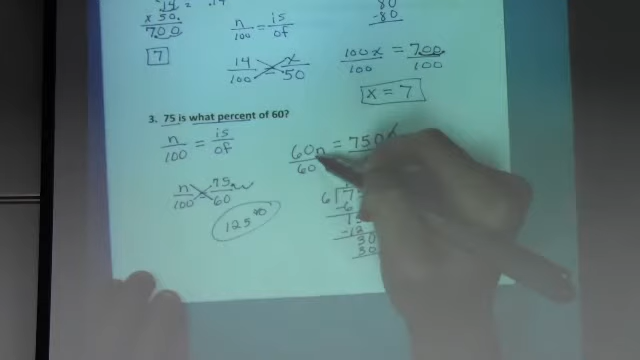 14 = .14
x 50.
700
7
n/100 = is/of
14/100 = x/50
80
-80
100x/100 = 700/100
x = 7
3. 75 is what percent of 60?
n/100 = is/of
n/100 = 75/60
125%
60n = 750
60
6
-6
15
-12
30
30